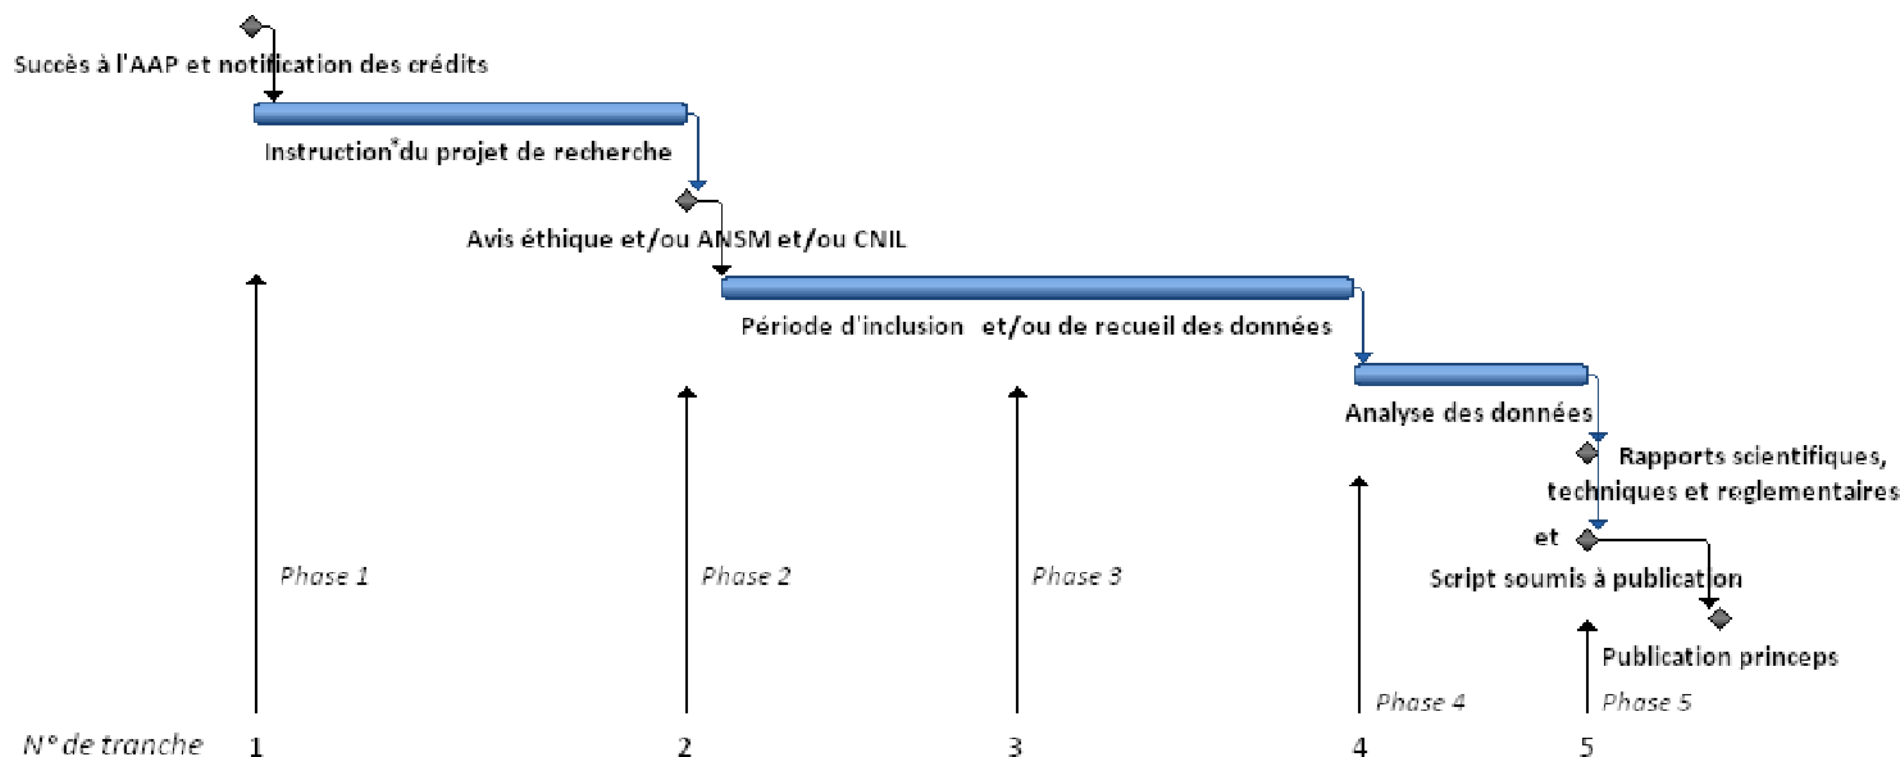 Succès à l'AAP et notification des crédits
Instruction*du projet de recherche
Avis éthique et/ou ANSM et/ou CNIL
Période d'inclusion et/ou de recueil des données
Analyse des données
Rapports scientifiques,
techniques et reglementaires
et
Script soumis à publication
Publication princeps
Phase 1
Phase 2
Phase 3
Phase 4
Phase 5
N° de tranche 1 2 3 4 5